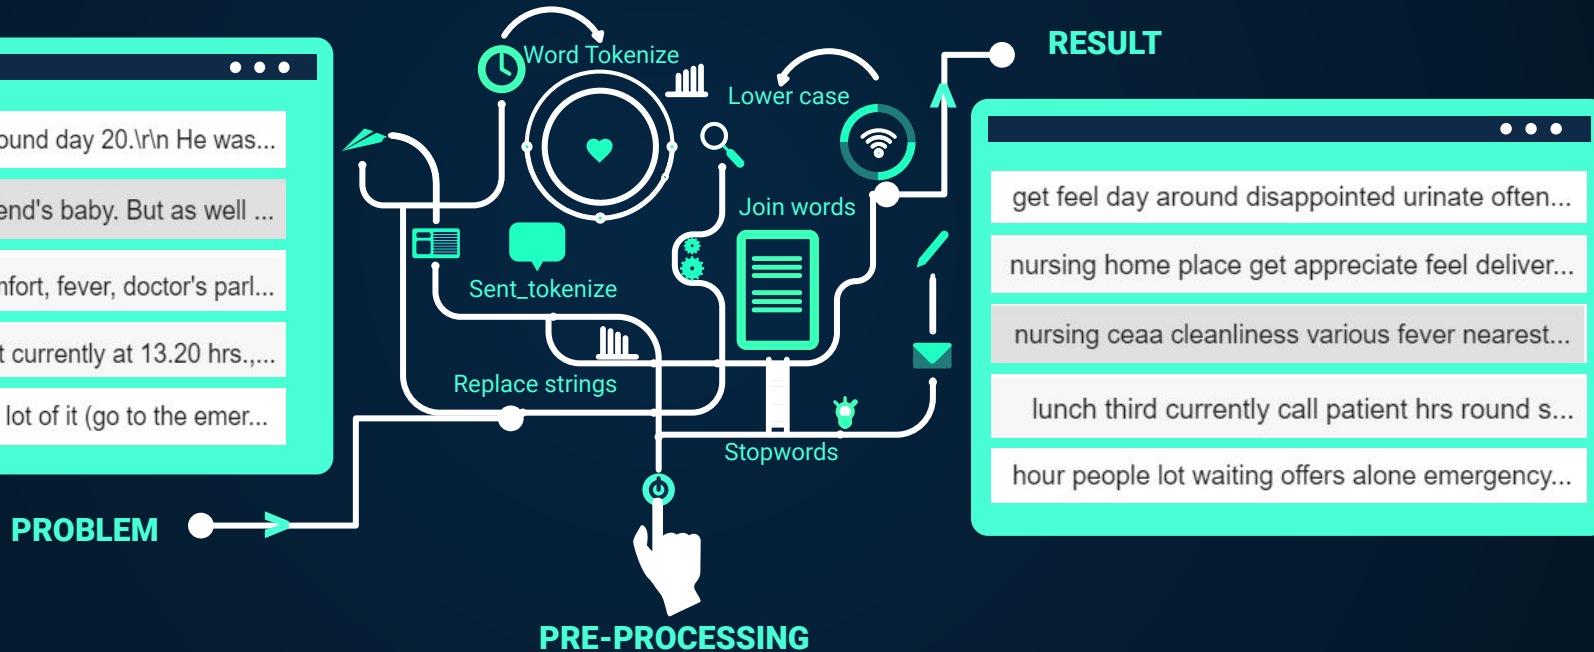 ound day 20.\r\n He was...
end's baby. But as well ...
nfort, fever, doctor's parl...
t currently at 13.20 hrs.,...
lot of it (go to the emer...
PROBLEM
Word Tokenize
Lower case
Join words
Sent_tokenize
Replace strings
Stopwords
PRE-PROCESSING
RESULT
get feel day around disappointed urinate often...
nursing home place get appreciate feel deliver...
nursing ceaa cleanliness various fever nearest...
lunch third currently call patient hrs round s...
hour people lot waiting offers alone emergency...